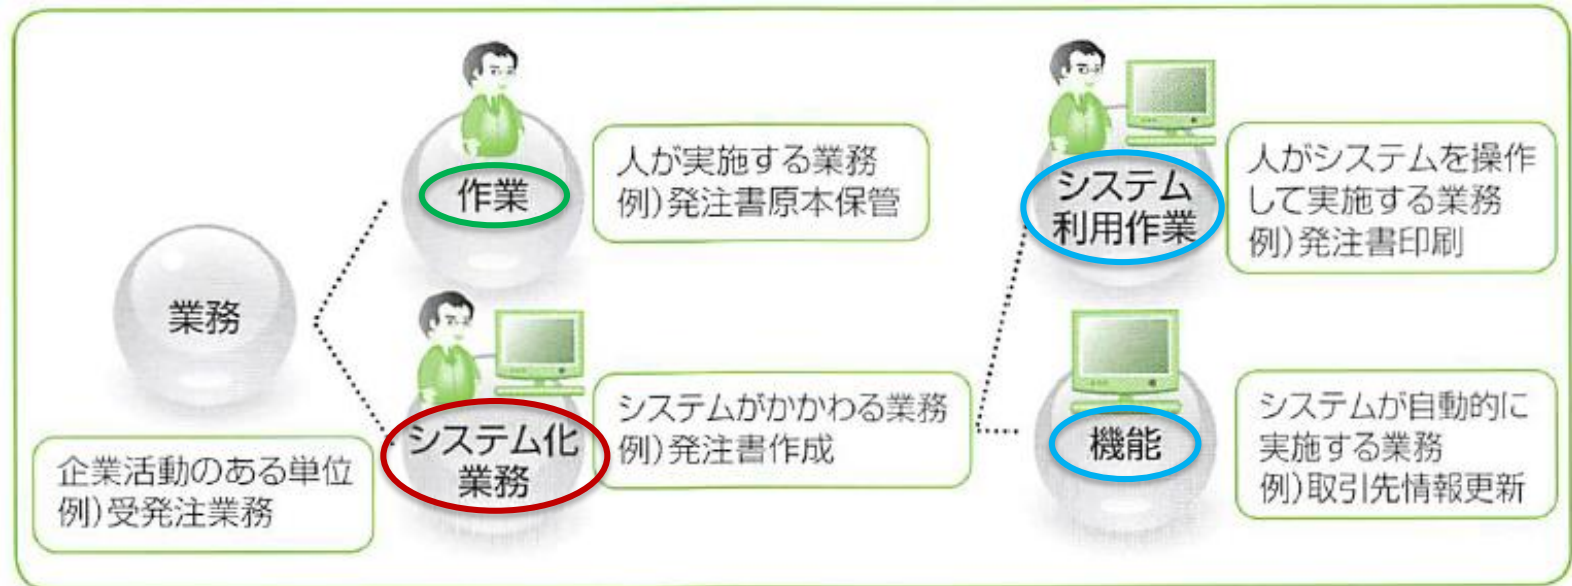 業務
企業活動のある単位
例)受発注業務
作業
人が実施する業務
例)発注書原本保管
システム化
業務
システムがかかわる業務
例)発注書作成
システム
利用作業
人がシステムを操作
して実施する業務
例)発注書印刷
機能
システムが自動的に
実施する業務
例)取引先情報更新